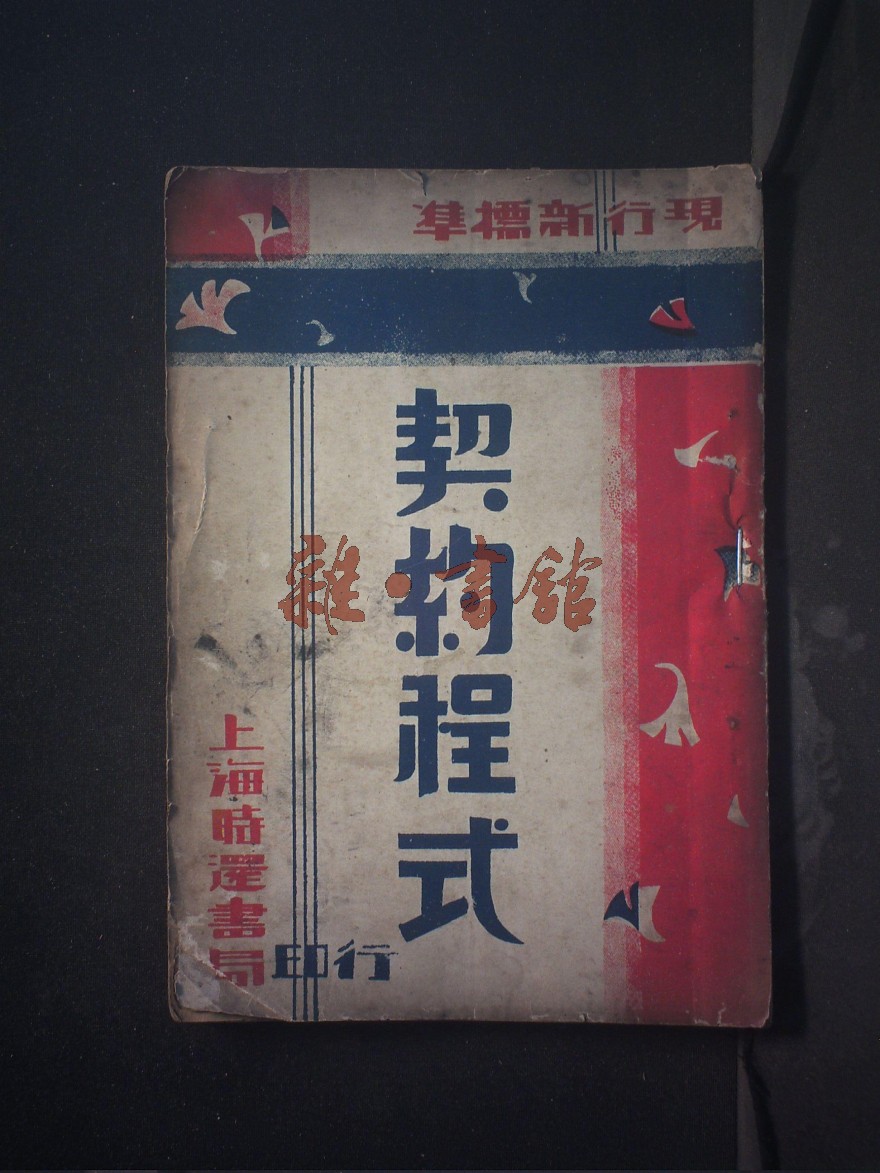 現行新標準
契約程式
上海時還書局
印行
雜·書館